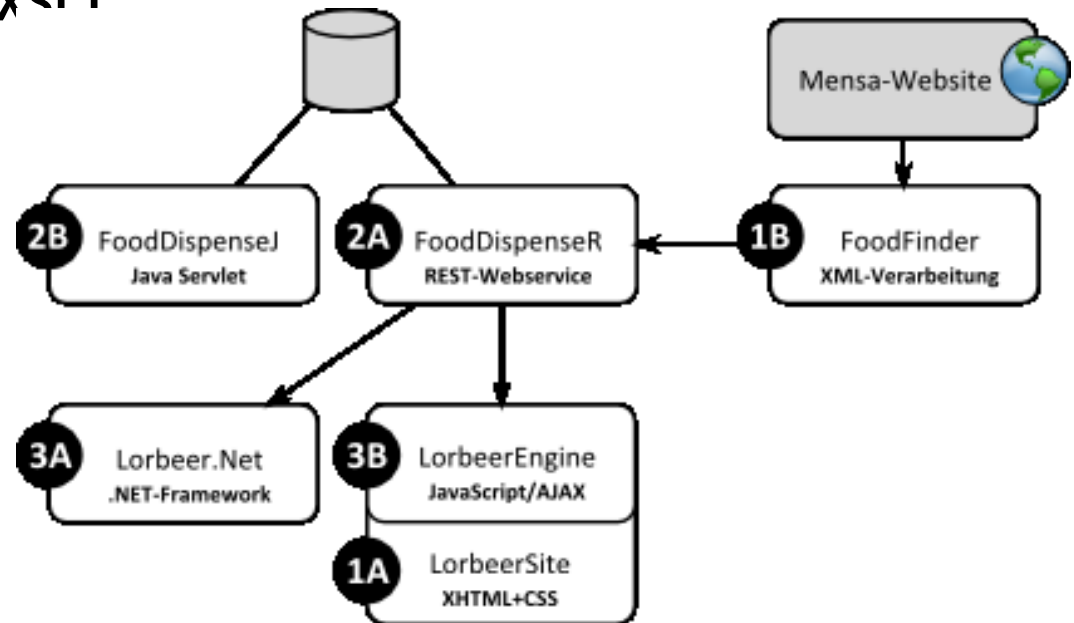 Mensa-Website
2B
FoodDispenseJ
Java Servlet
2A
FoodDispenseR
REST-Webservice
1B
FoodFinder
XML-Verarbeitung
3A
Lorbeer.Net
.NET-Framework
3B
LorbeerEngine
JavaScript/AJAX
1A
LorbeerSite
XHTML+CSS